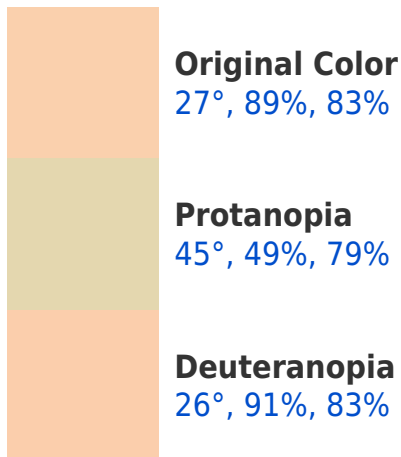 Original Color
27°, 89%, 83%
Protanopia
45°, 49%, 79%
Deuteranopia
26°, 91%, 83%